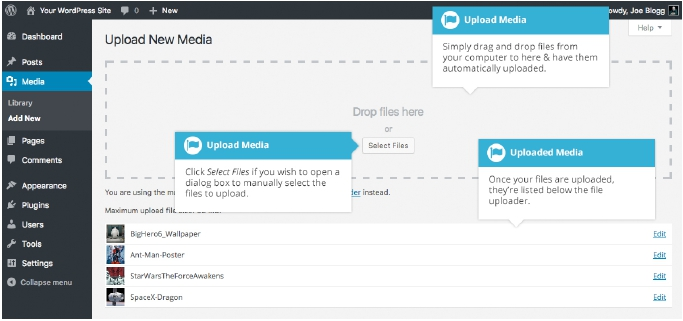 Your WordPress Site 0 + New
owdy, Joe Blogg
Dashboard
Posts
Media
Library
Add New
Pages
Comments
Appearance
Plugins
Users
Tools
Settings
Collapse menu
Upload New Media
Help
Upload Media
Simply drag and drop files from
your computer to here & have them
automatically uploaded.
Drop files here
or
Select Files
Upload Media
Click Select Files if you wish to open a
dialog box to manually select the
files to upload.
Uploaded Media
Once your files are uploaded,
they're listed below the file
uploader.
You are using the m
der instead.
Maximum upload file
BigHero6_Wallpaper Edit
Ant-Man-Poster Edit
StarWarsTheForceAwakens Edit
SpaceX-Dragon Edit